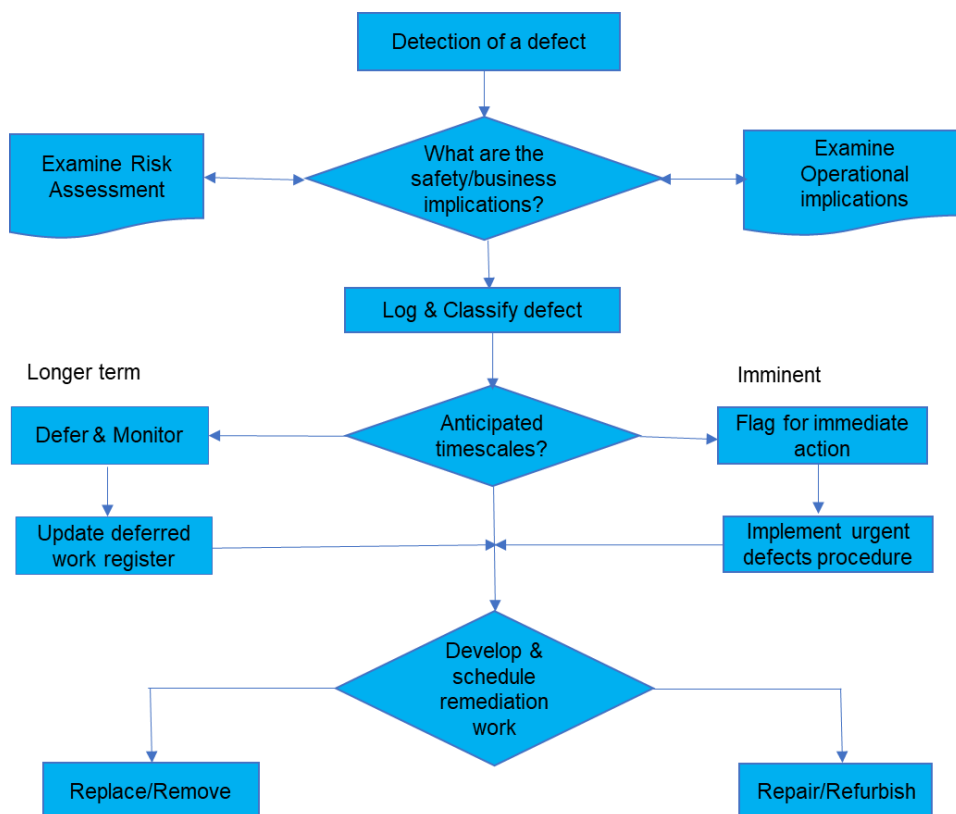 Detection of a defect
Examine Risk
Assessment
What are the
safety/business
implications?
Examine
Operational
implications
Log & Classify defect
Longer term
Imminent
Defer & Monitor
Anticipated
timescales?
Flag for immediate
action
Update deferred
work register
Implement urgent
defects procedure
Develop &
schedule
remediation
work
Replace/Remove
Repair/Refurbish